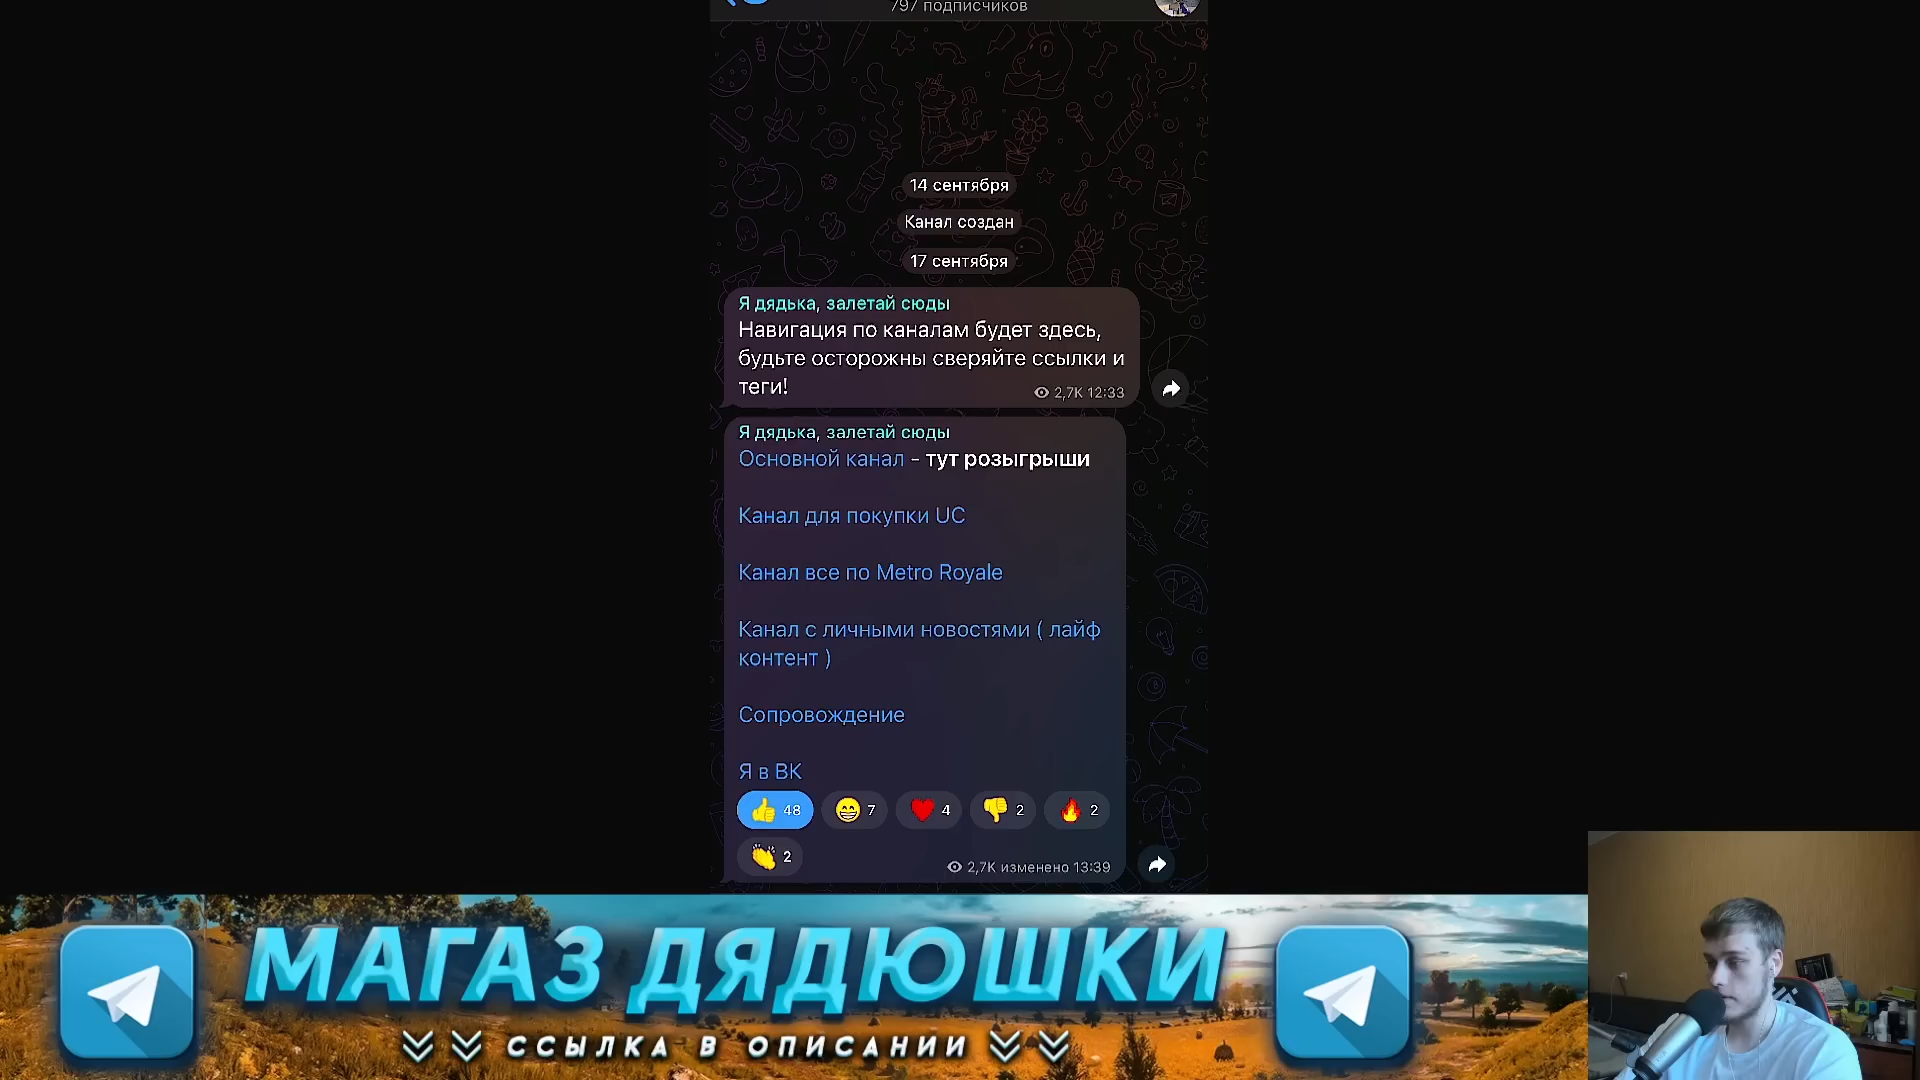 797 подписчиков
14 сентября
Канал создан
17 сентября
Я дядька, залетай сюды
Навигация по каналам будет здесь,
будьте осторожны сверяйте ссылки и
теги!
2,7K 12:33
Я дядька, залетай сюды
Основной канал - тут розыгрыши
Канал для покупки UC
Канал все по Metro Royale
Канал с личными новостями ( лайф
контент )
Сопровождение
Я в ВК
48 7 4 2 2
2
2,7K изменено 13:39
МАГАЗ ДЯДЮШКИ
ССЫЛКА В ОПИСАНИИ